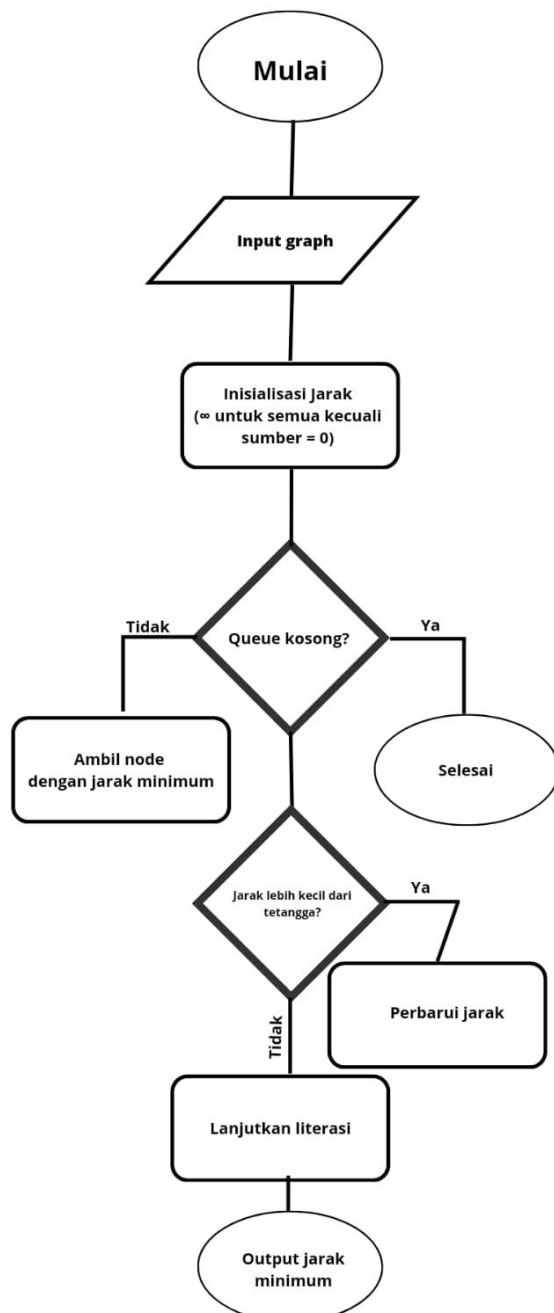 Mulai
Input graph
Inisialisasi Jarak
(∞ untuk semua kecuali
sumber = 0)
Tidak
Queue kosong?
Ya
Ambil node
dengan jarak minimum
Selesai
Jarak lebih kecil dari
tetangga?
Ya
Perbarui jarak
Tidak
Lanjutkan literasi
Output jarak
minimum